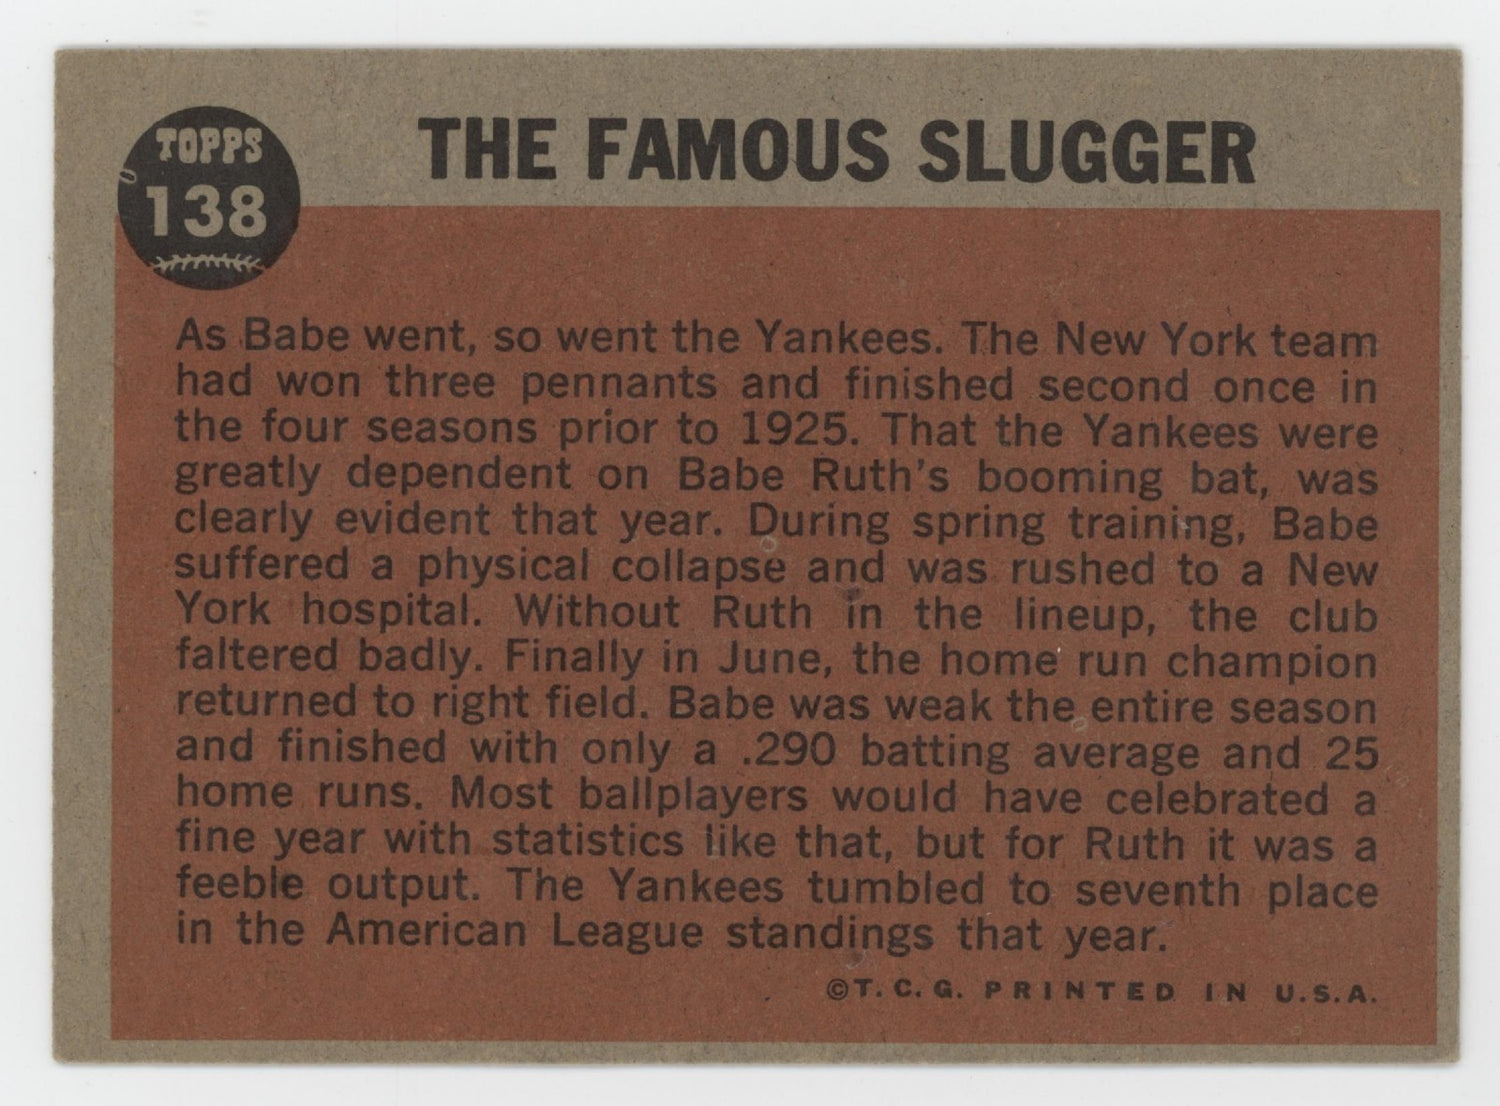 TOPPS
138
THE FAMOUS SLUGGER
As Babe went, so went the Yankees. The New York team
had won three pennants and finished second once in
the four seasons prior to 1925. That the Yankees were
greatly dependent on Babe Ruth's booming bat, was
clearly evident that year. During spring training, Babe
suffered a physical collapse and was rushed to a New
York hospital. Without Ruth in the lineup, the club
faltered badly. Finally in June, the home run champion
returned to right field. Babe was weak the entire season
and finished with only a .290 batting average and 25
home runs. Most ballplayers would have celebrated a
fine year with statistics like that, but for Ruth it was a
feeble output. The Yankees tumbled to seventh place
in the American League standings that year.
©T. C. G. PRINTED IN U.S.A.